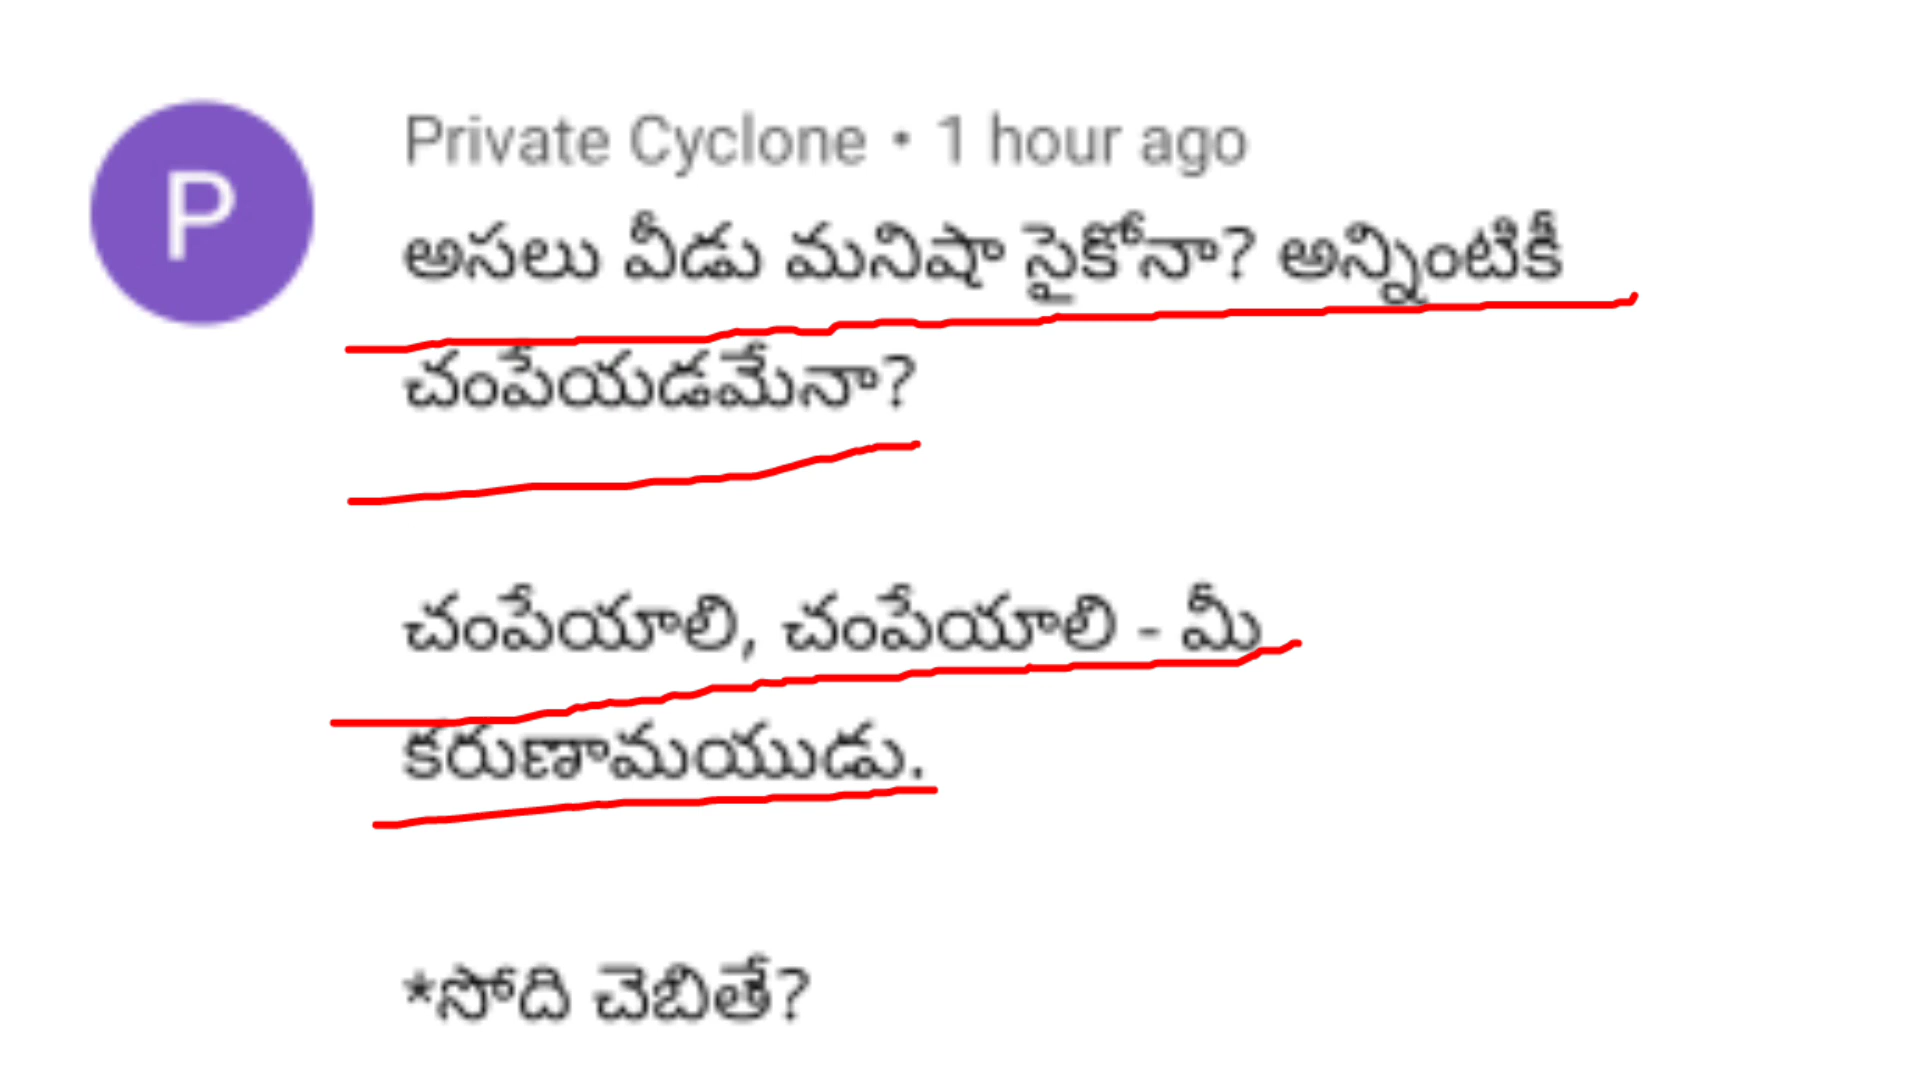 P
Private Cyclone • 1 hour ago
అసలు వీడు మనిషా సైకోనా? అన్నింటికీ
చంపేయడమేనా?
చంపేయాలి, చంపేయాలి - మీ
కరుణామయుడు.
*సోది చెబితే?